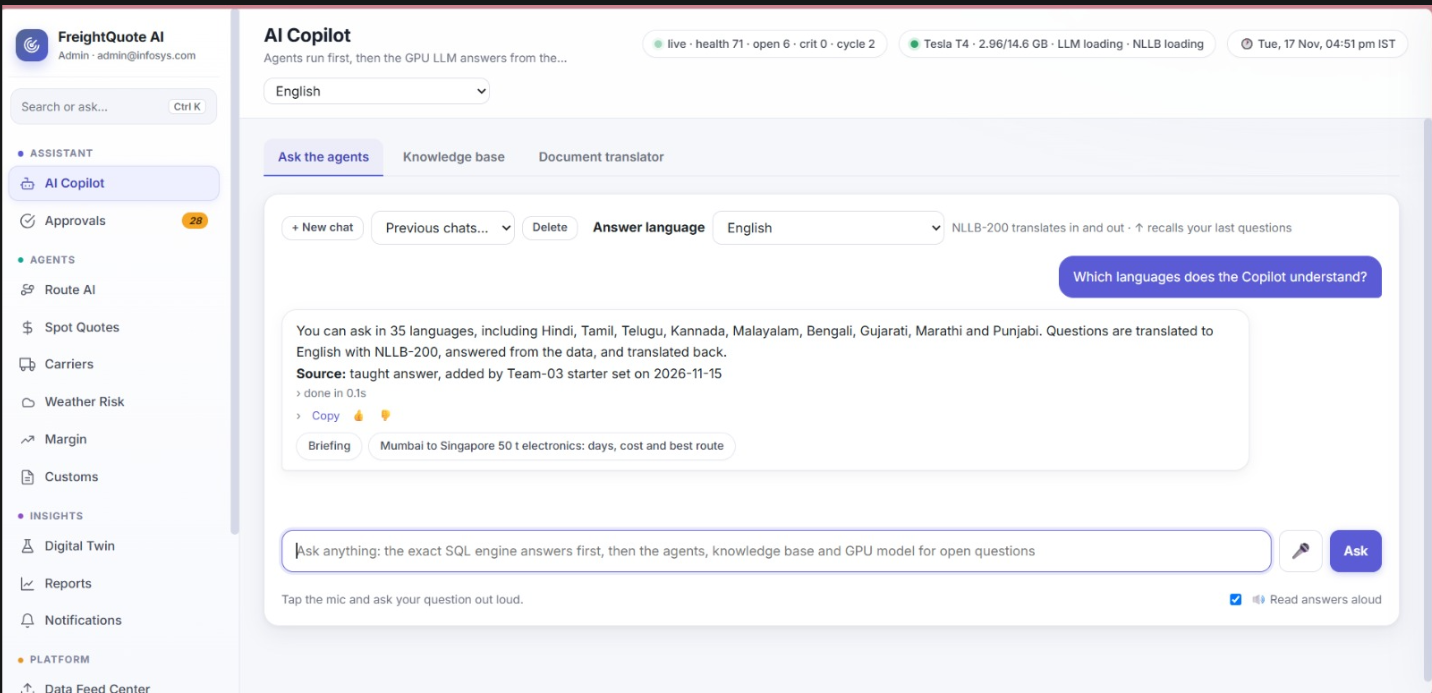 FreightQuote AI
Admin · admin@infosys.com
Search or ask...
Ctrl K
ASSISTANT
AI Copilot
Approvals
28
AGENTS
Route AI
Spot Quotes
Carriers
Weather Risk
Margin
Customs
INSIGHTS
Digital Twin
Reports
Notifications
PLATFORM
Data Feed Center
AI Copilot
Agents run first, then the GPU LLM answers from the...
live · health 71 · open 6 · crit 0 · cycle 2
Tesla T4 · 2.96/14.6 GB · LLM loading · NLLB loading
Tue, 17 Nov, 04:51 pm IST
English
Ask the agents
Knowledge base
Document translator
+ New chat
Previous chats...
Delete
Answer language
English
NLLB-200 translates in and out · ↑ recalls your last questions
Which languages does the Copilot understand?
You can ask in 35 languages, including Hindi, Tamil, Telugu, Kannada, Malayalam, Bengali, Gujarati, Marathi and Punjabi. Questions are translated to
English with NLLB-200, answered from the data, and translated back.
Source: taught answer, added by Team-03 starter set on 2026-11-15
› done in 0.1s
› Copy
Briefing
Mumbai to Singapore 50 t electronics: days, cost and best route
Ask anything: the exact SQL engine answers first, then the agents, knowledge base and GPU model for open questions
Ask
Tap the mic and ask your question out loud.
Read answers aloud